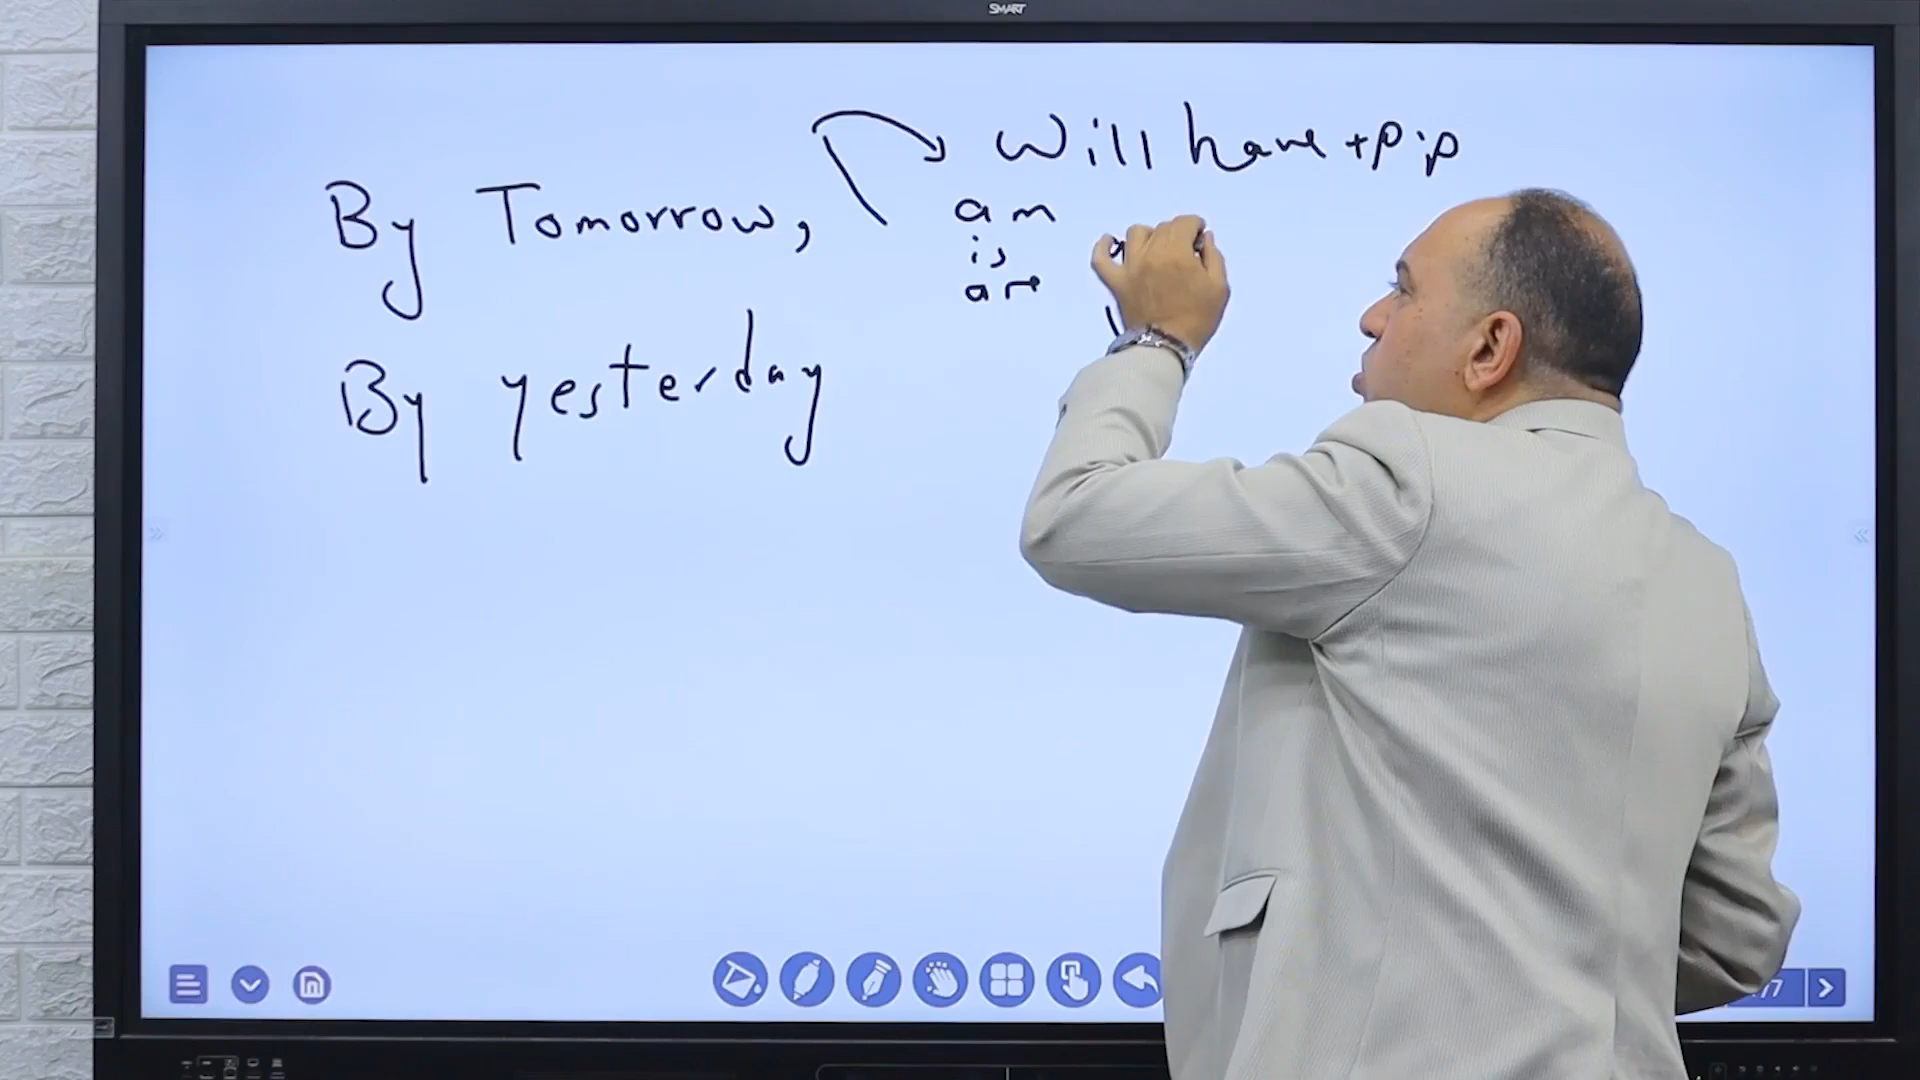 SMART
Will have + p.p
By Tomorrow,
am
is
are
By yesterday